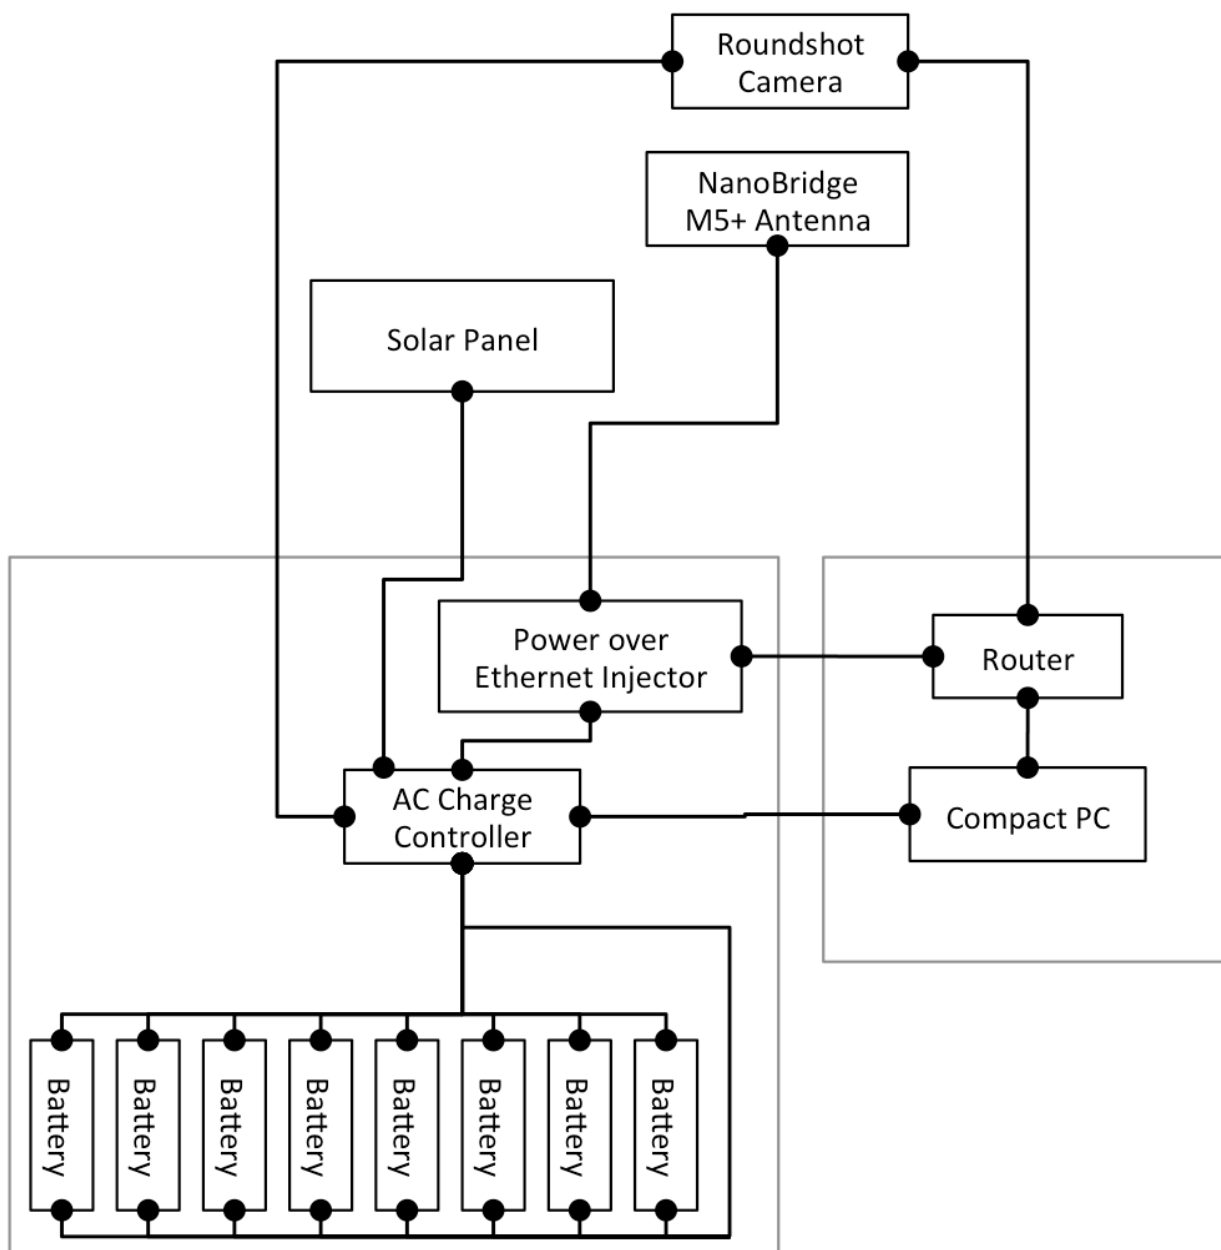 Roundshot
Camera
NanoBridge
M5+ Antenna
Solar Panel
Power over
Ethernet Injector
Router
AC Charge
Controller
Compact PC
Battery
Battery
Battery
Battery
Battery
Battery
Battery
Battery